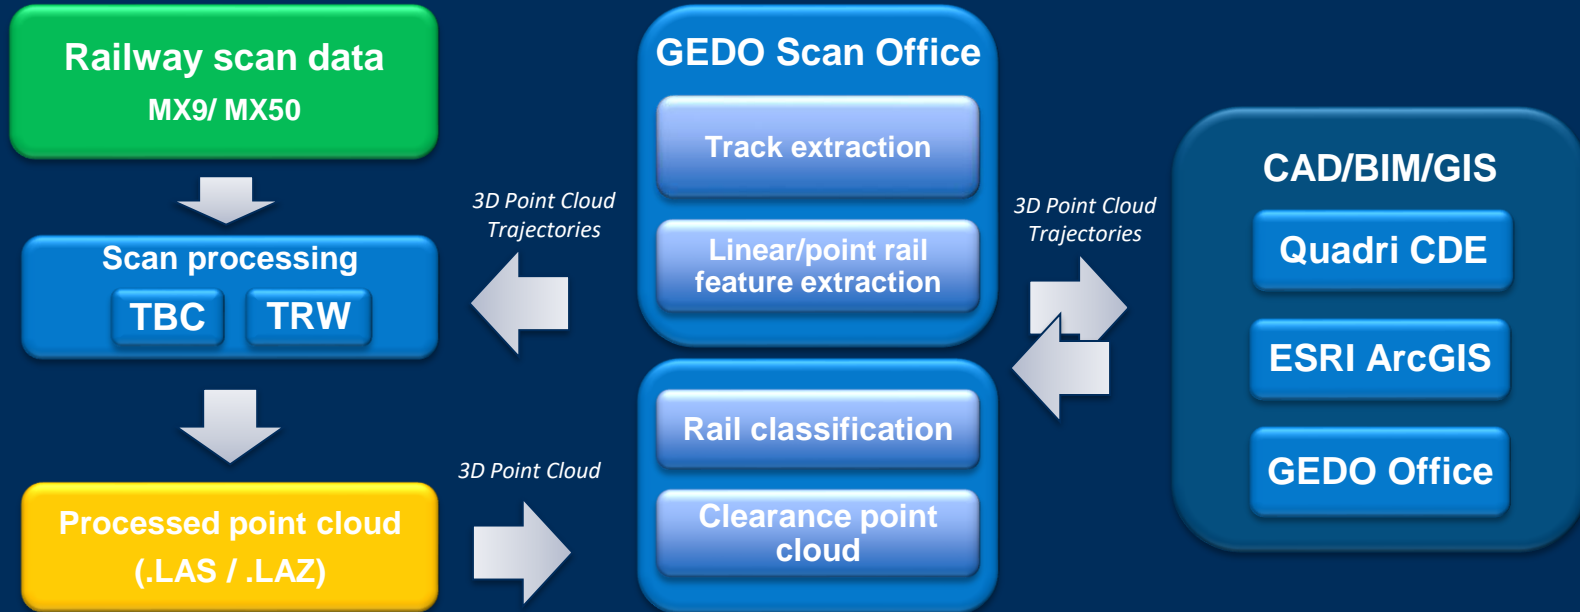 Railway scan data
MX9/ MX50
Scan processing
TBC
TRW
Processed point cloud
(.LAS / .LAZ)
3D Point Cloud
Trajectories
3D Point Cloud
GEDO Scan Office
Track extraction
Linear/point rail
feature extraction
Rail classification
Clearance point
cloud
3D Point Cloud
Trajectories
CAD/BIM/GIS
Quadri CDE
ESRI ArcGIS
GEDO Office